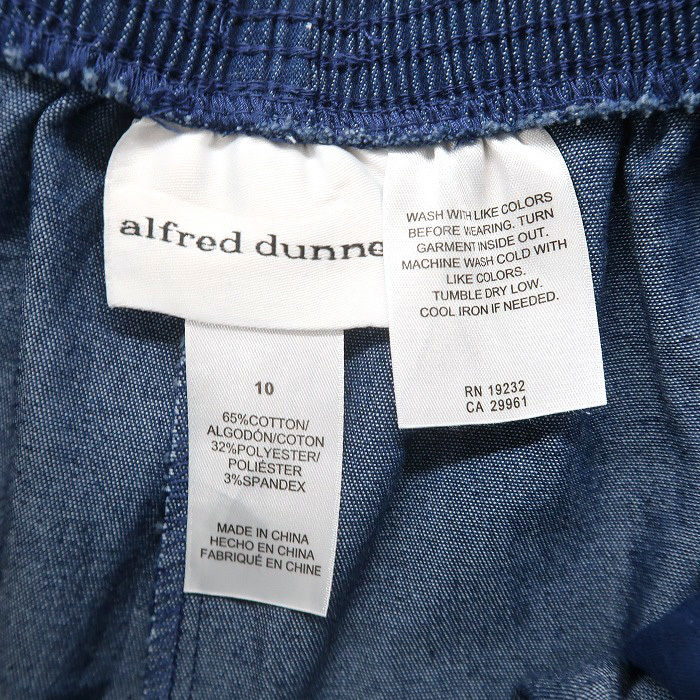 alfred dunne
WASH WITH LIKE COLORS
BEFORE WEARING. TURN
GARMENT INSIDE OUT.
MACHINE WASH COLD WITH
LIKE COLORS.
TUMBLE DRY LOW.
COOL IRON IF NEEDED.
RN 19232
CA 29961
10
65%COTTON/
ALGODÓN/COTON
32%POLYESTER/
POLIÉSTER
3%SPANDEX
MADE IN CHINA
HECHO EN CHINA
FABRIQUÉ EN CHINE